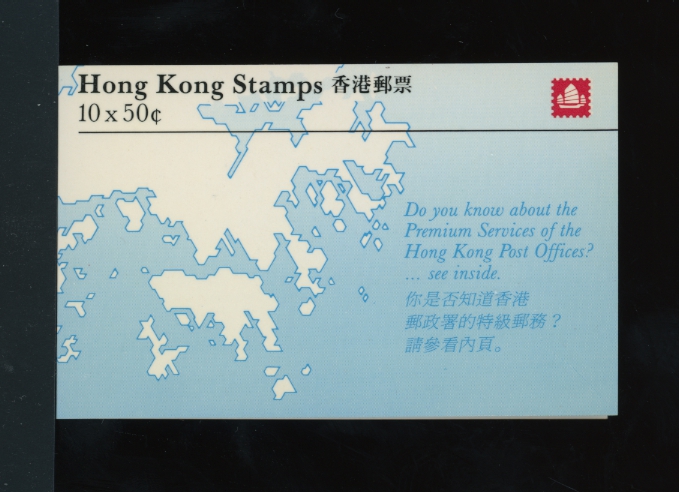 Hong Kong Stamps 香港郵票
10 x 50¢
Do you know about the
Premium Services of the
Hong Kong Post Offices?
... see inside.
你是否知道香港
郵政署的特級郵務？
請參看內頁。